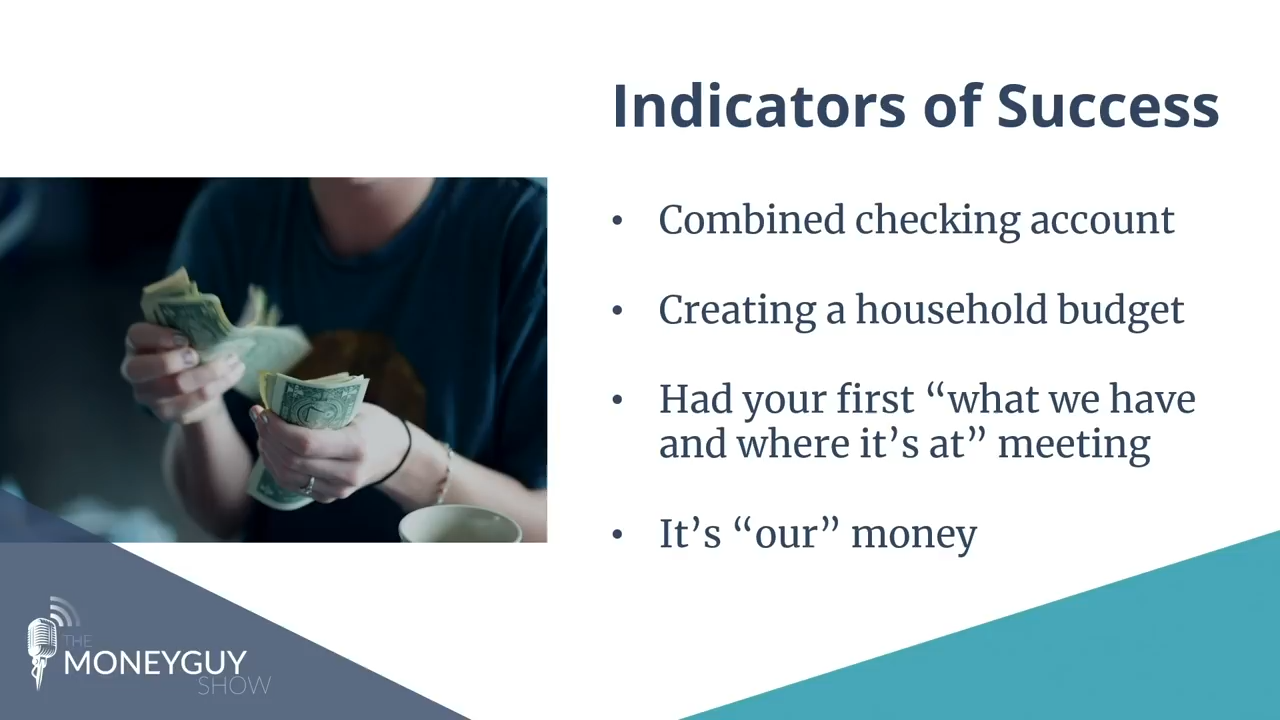 Indicators of Success
• Combined checking account
• Creating a household budget
• Had your first “what we have
and where it’s at” meeting
• It’s “our” money
THE
MONEYGUY
SHOW